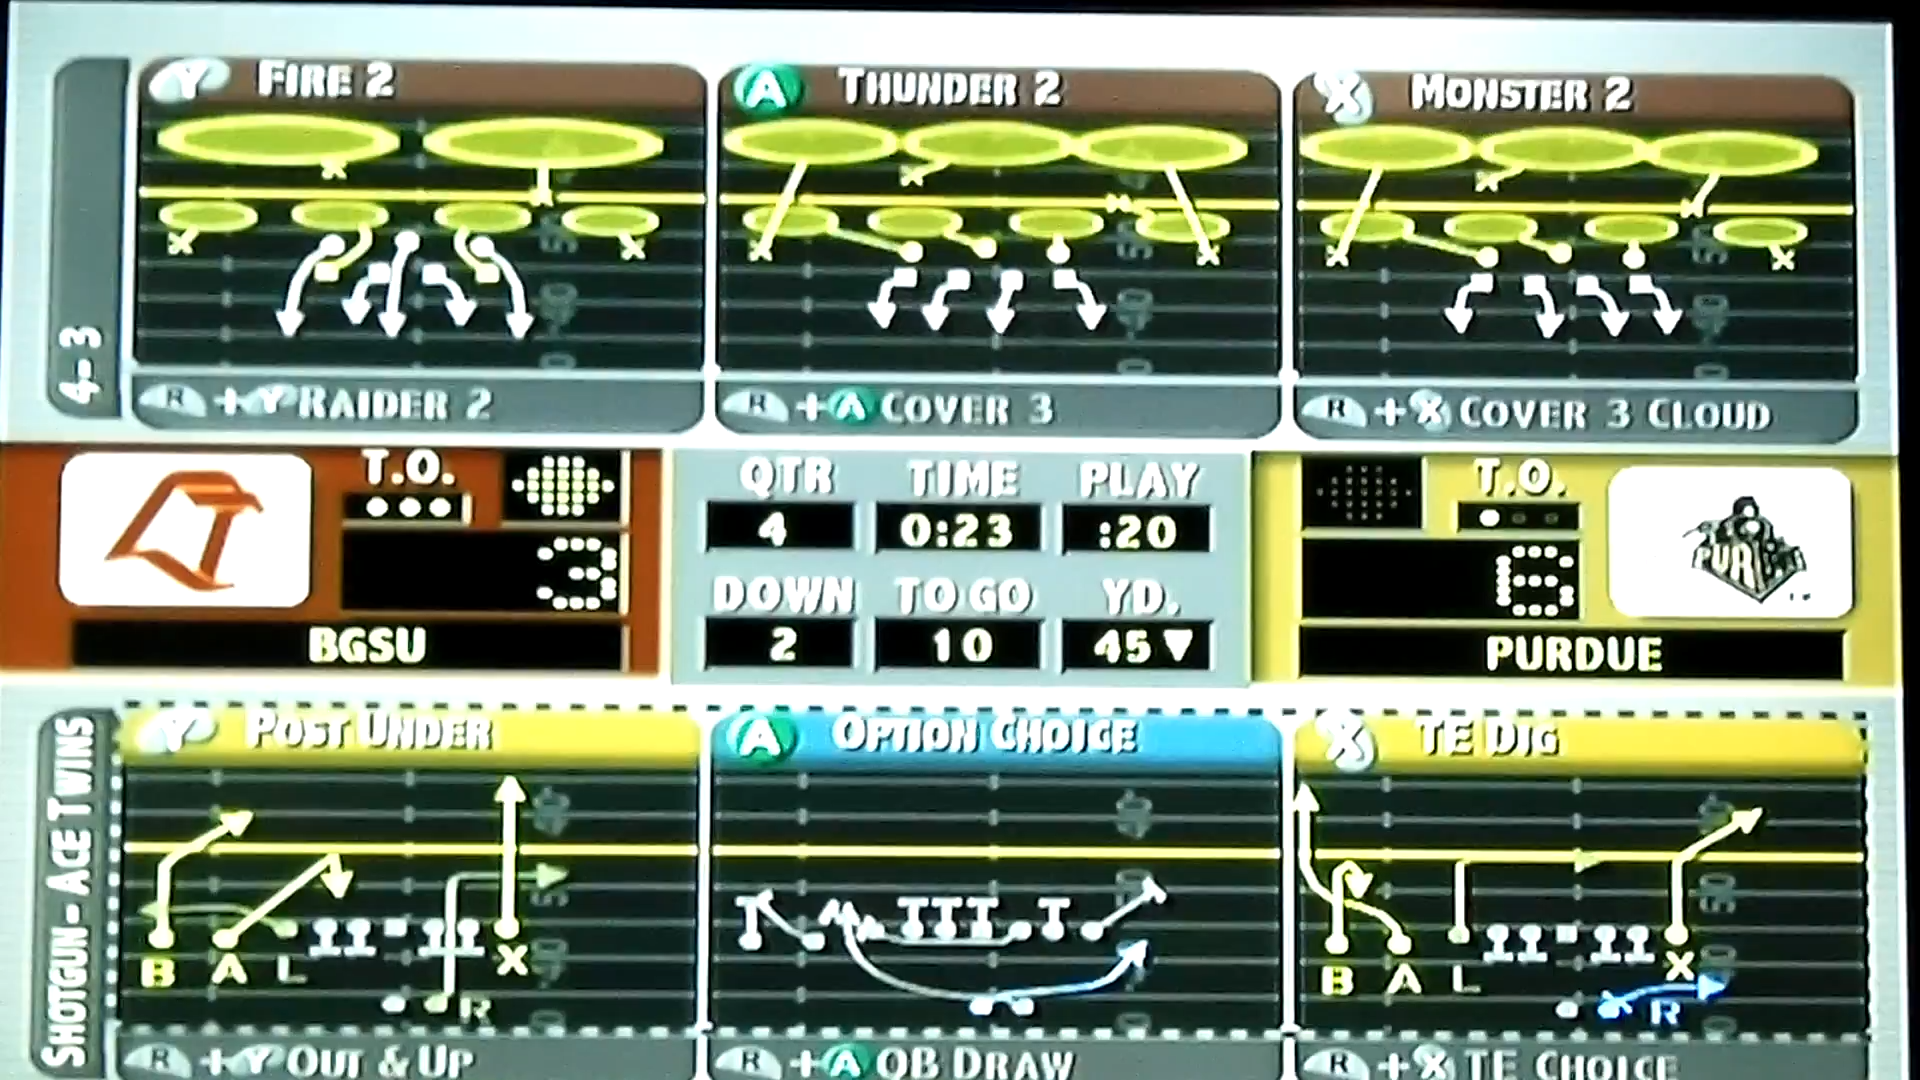 4-3
Y FIRE 2
A THUNDER 2
X MONSTER 2
R + Y RAIDER 2
R + A COVER 3
R + X COVER 3 CLOUD
T.O.
3
BGSU
QTR TIME PLAY
4 0:23 :20
DOWN TO GO YD.
2 10 45▼
T.O.
6
PURDUE
PURDUE
SHOTGUN - ACE TWINS
Y POST UNDER
A OPTION CHOICE
X TE DIG
B A L R X
B A L X R
R + Y OUT & UP
R + A QB DRAW
R + X TE CHOICE